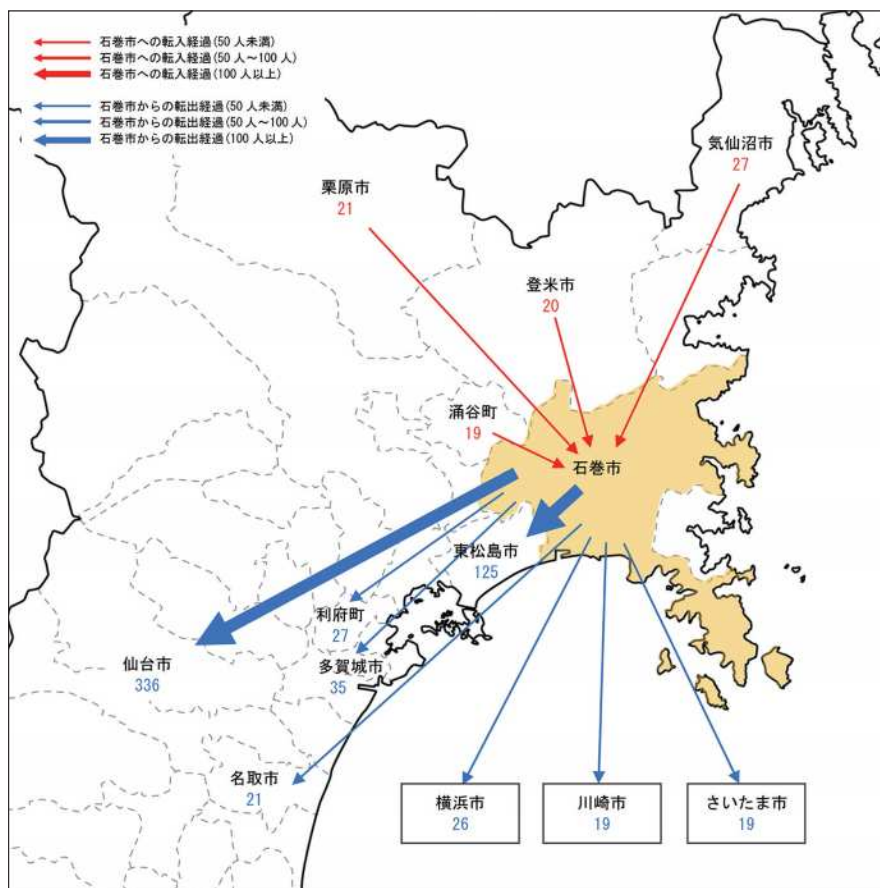 石巻市への転入経過(50人未満)
石巻市への転入経過(50人～100人)
石巻市への転入経過(100人以上)
石巻市からの転出経過(50人未満)
石巻市からの転出経過(50人～100人)
石巻市からの転出経過(100人以上)
気仙沼市
27
栗原市
21
登米市
20
涌谷町
19
石巻市
東松島市
125
利府町
27
仙台市
336
多賀城市
35
名取市
21
横浜市
26
川崎市
19
さいたま市
19